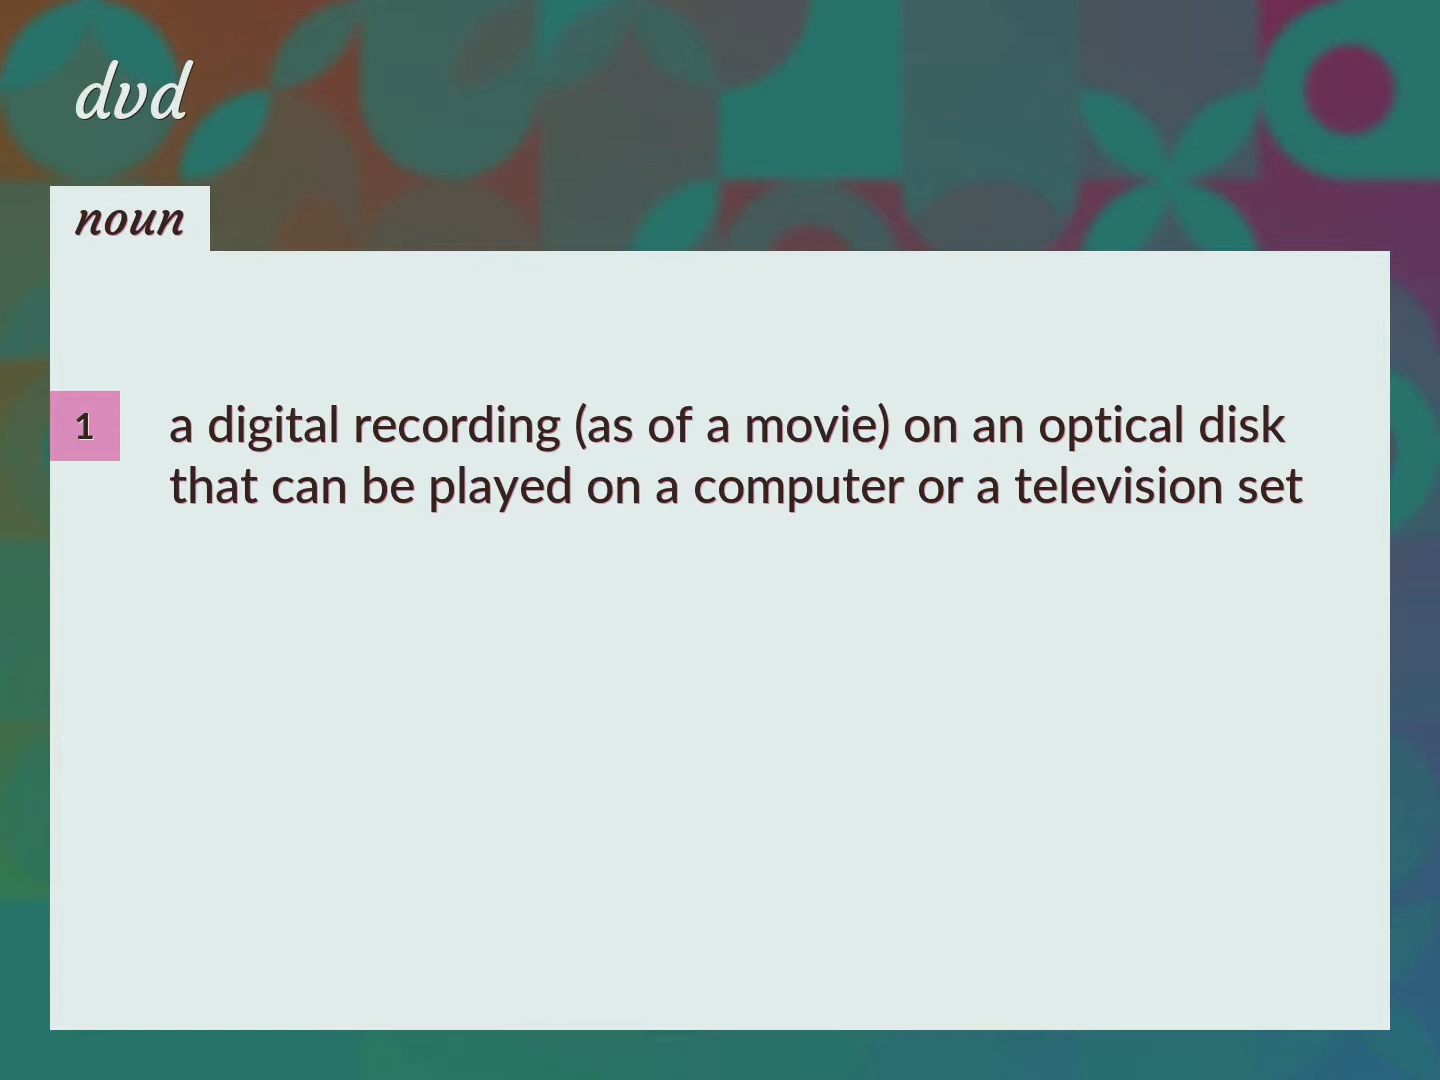 dvd
noun
1
a digital recording (as of a movie) on an optical disk
that can be played on a computer or a television set